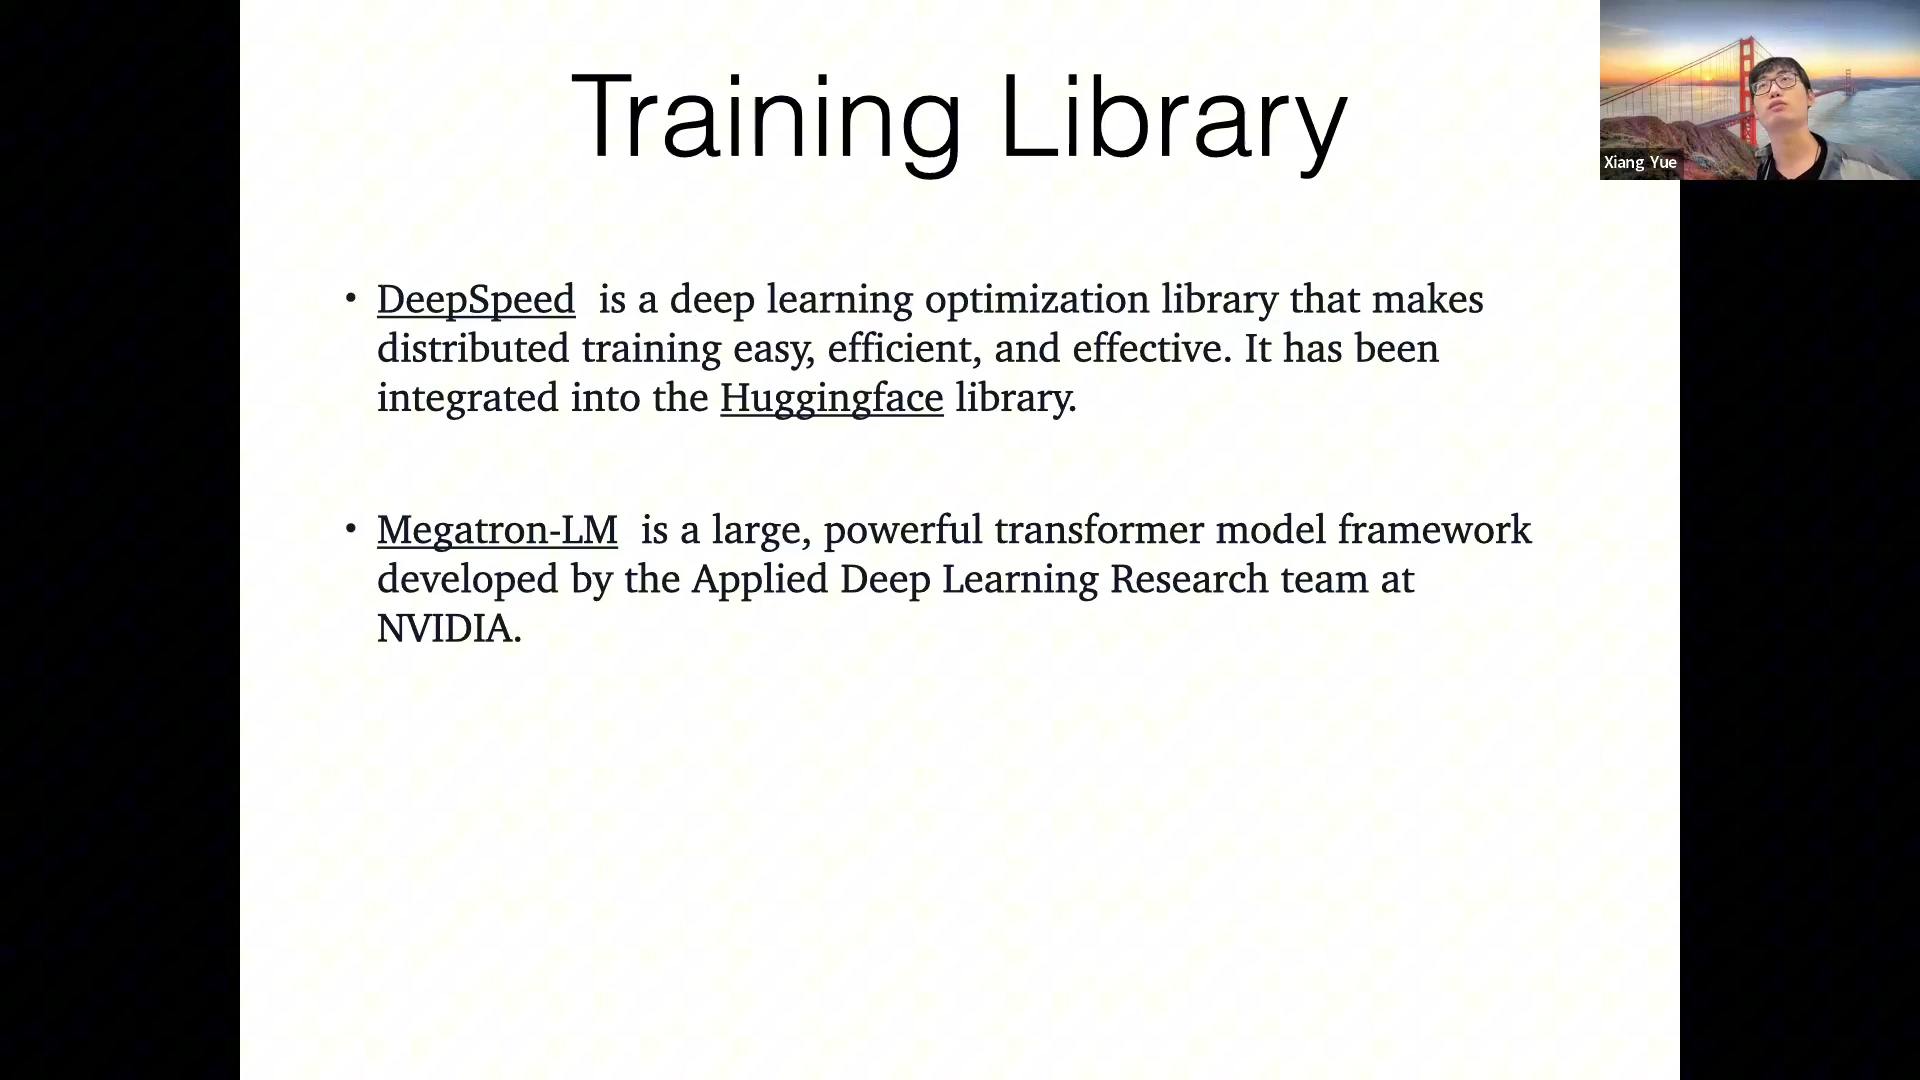 Training Library
Xiang Yue
• DeepSpeed is a deep learning optimization library that makes
distributed training easy, efficient, and effective. It has been
integrated into the Huggingface library.
• Megatron-LM is a large, powerful transformer model framework
developed by the Applied Deep Learning Research team at
NVIDIA.